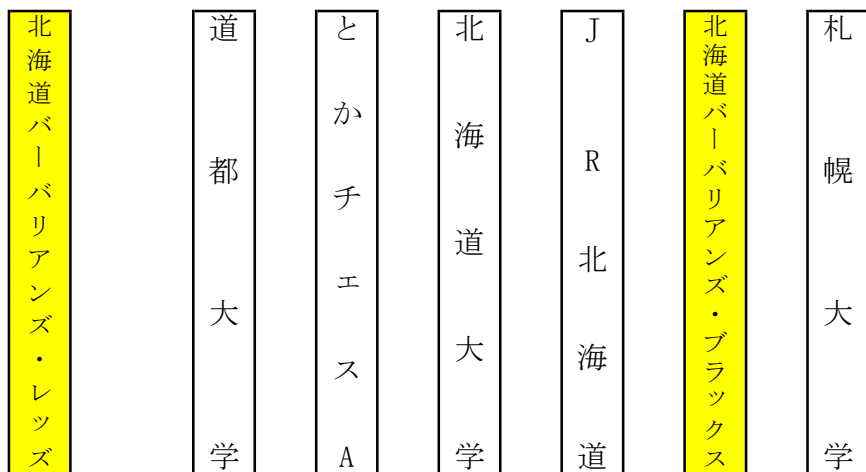 北海道バーバリアンズ・レッズ
道都大学
とかチェスA
北海道大学
JR北海道
北海道バーバリアンズ・ブラックス
札幌大学